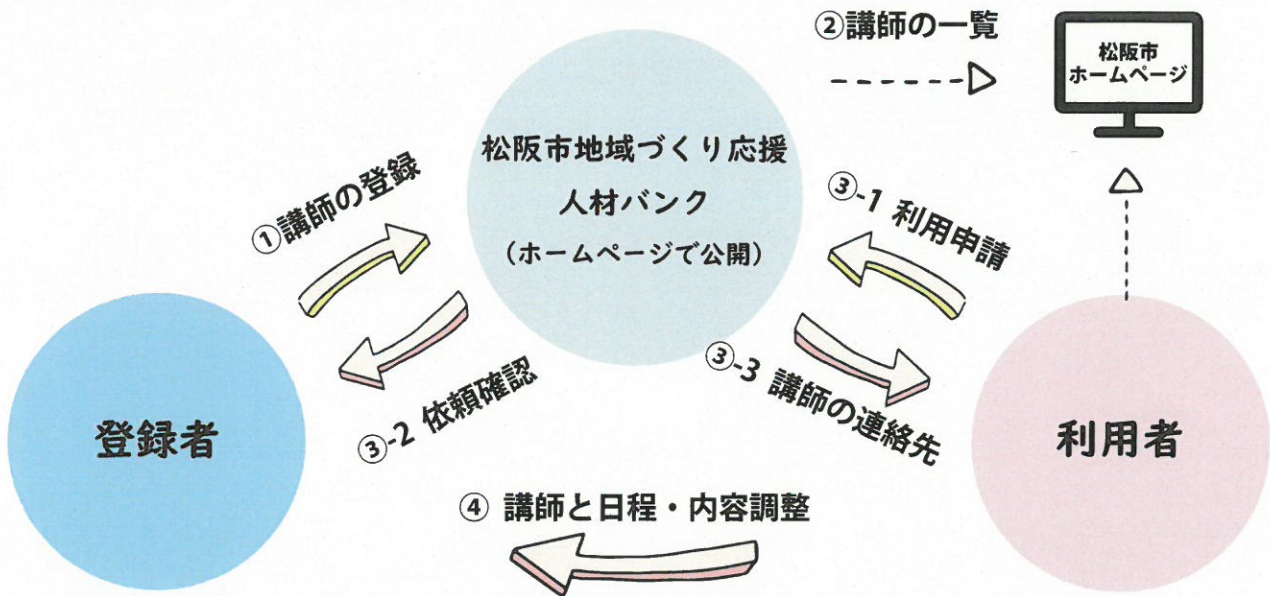 ②講師の一覧
松阪市
ホームページ
松阪市地域づくり応援
人材バンク
（ホームページで公開）
①講師の登録
③-1 利用申請
③-2 依頼確認
③-3 講師の連絡先
登録者
利用者
④ 講師と日程・内容調整